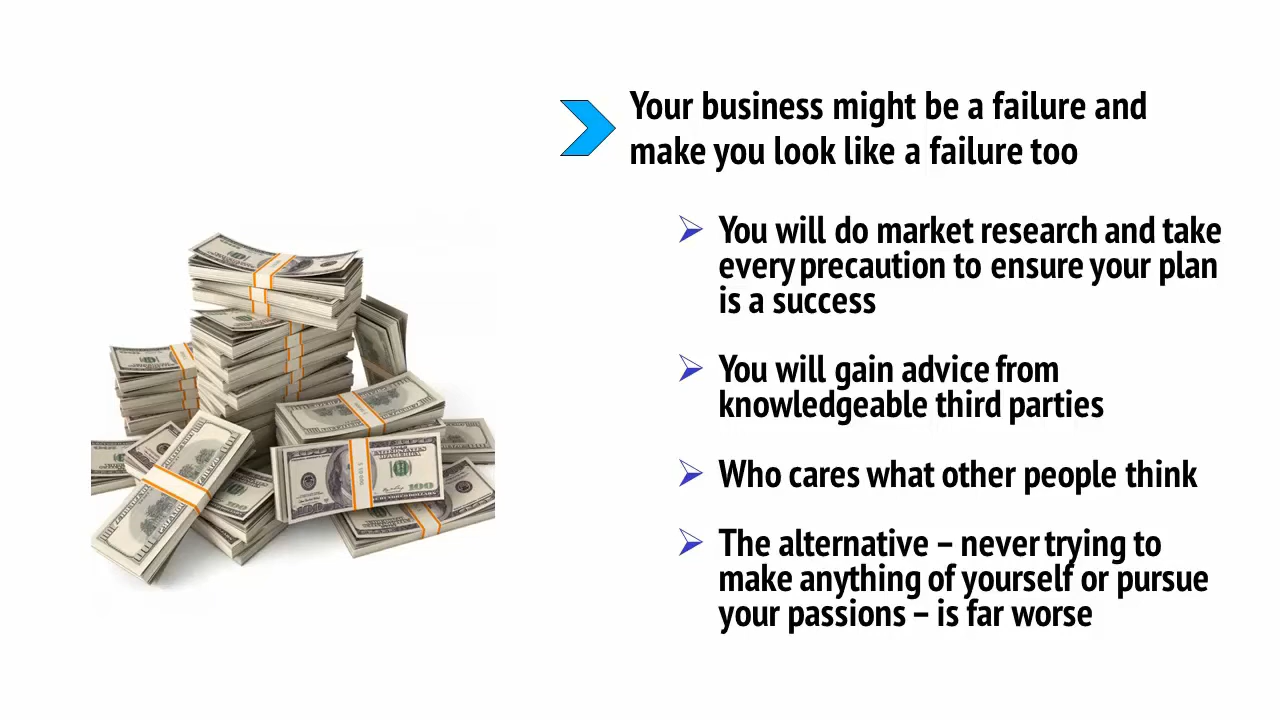 Your business might be a failure and
make you look like a failure too
You will do market research and take
every precaution to ensure your plan
is a success
You will gain advice from
knowledgeable third parties
Who cares what other people think
The alternative – never trying to
make anything of yourself or pursue
your passions – is far worse